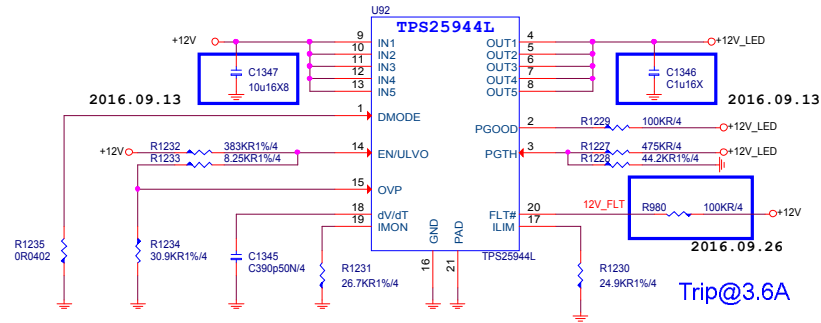 U92
TPS25944L
+12V
9
IN1
OUT1
4
+12V_LED
10
IN2
OUT2
5
11
IN3
OUT3
6
12
IN4
OUT4
7
13
IN5
OUT5
8
C1347
10u16X8
C1346
C1u16X
2016.09.13
2016.09.13
1
DMODE
PGOOD
2
R1229
100KR/4
+12V_LED
+12V
R1232
383KR1%/4
14
EN/ULVO
PGTH
3
R1227
475KR/4
+12V_LED
R1233
8.25KR1%/4
R1228
44.2KR1%/4
15
OVP
18
dV/dT
FLT#
20
12V_FLT
R980
100KR/4
+12V
19
IMON
ILIM
17
2016.09.26
GND
PAD
16
21
TPS25944L
R1235
0R0402
R1234
30.9KR1%/4
C1345
C390p50N/4
R1231
26.7KR1%/4
R1230
24.9KR1%/4
Trip@3.6A